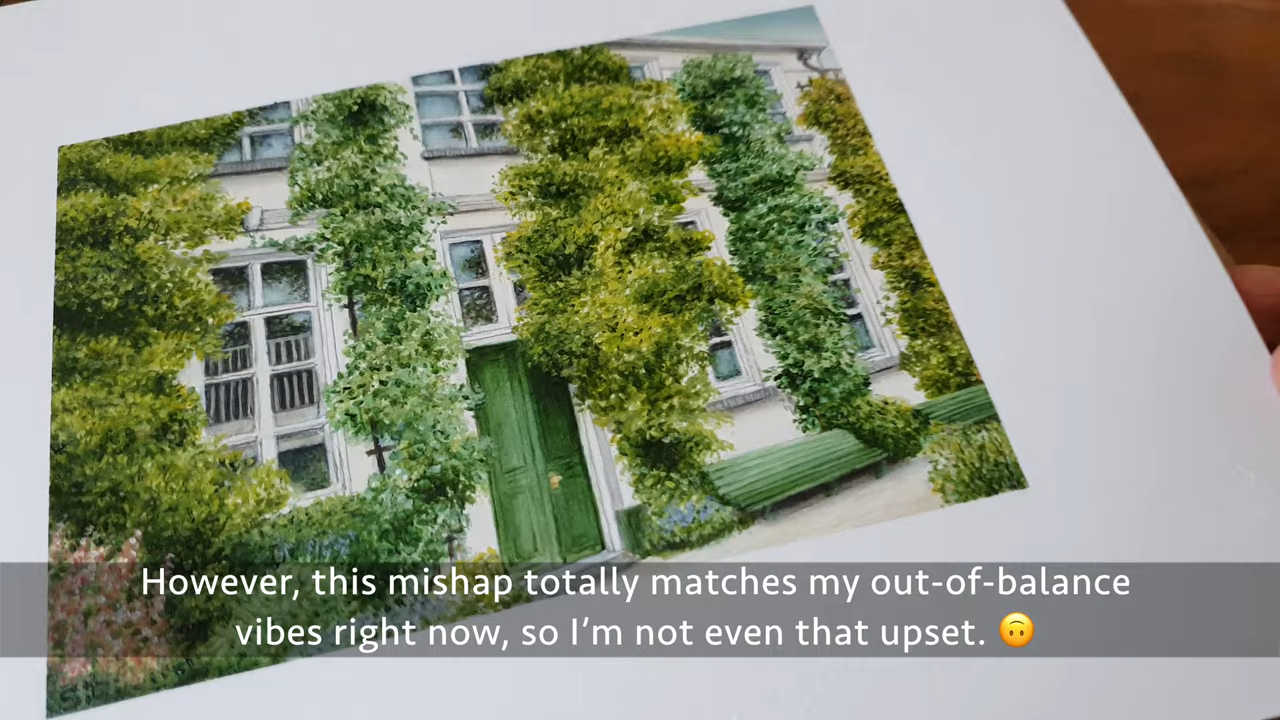 However, this mishap totally matches my out-of-balance
vibes right now, so I’m not even that upset. 🙃